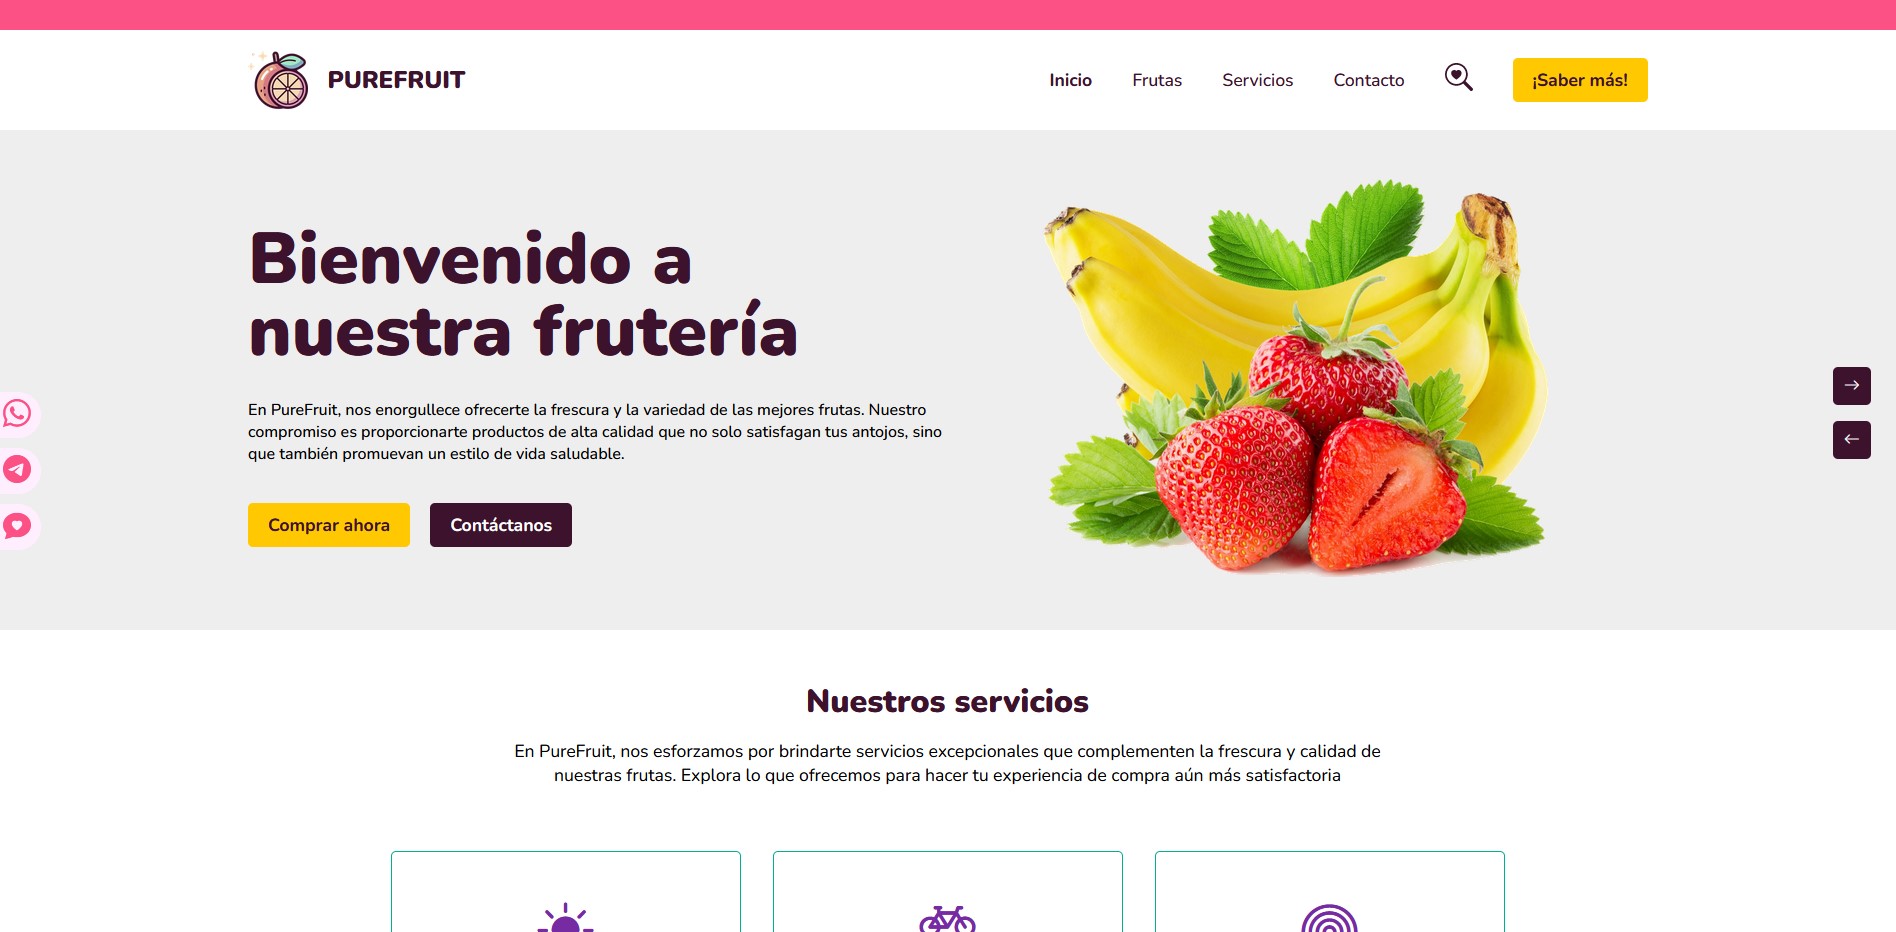 PUREFRUIT
Inicio
Frutas
Servicios
Contacto
¡Saber más!
Bienvenido a
nuestra frutería
En PureFruit, nos enorgullece ofrecerte la frescura y la variedad de las mejores frutas. Nuestro
compromiso es proporcionarte productos de alta calidad que no solo satisfagan tus antojos, sino
que también promuevan un estilo de vida saludable.
Comprar ahora
Contáctanos
Nuestros servicios
En PureFruit, nos esforzamos por brindarte servicios excepcionales que complementen la frescura y calidad de
nuestras frutas. Explora lo que ofrecemos para hacer tu experiencia de compra aún más satisfactoria